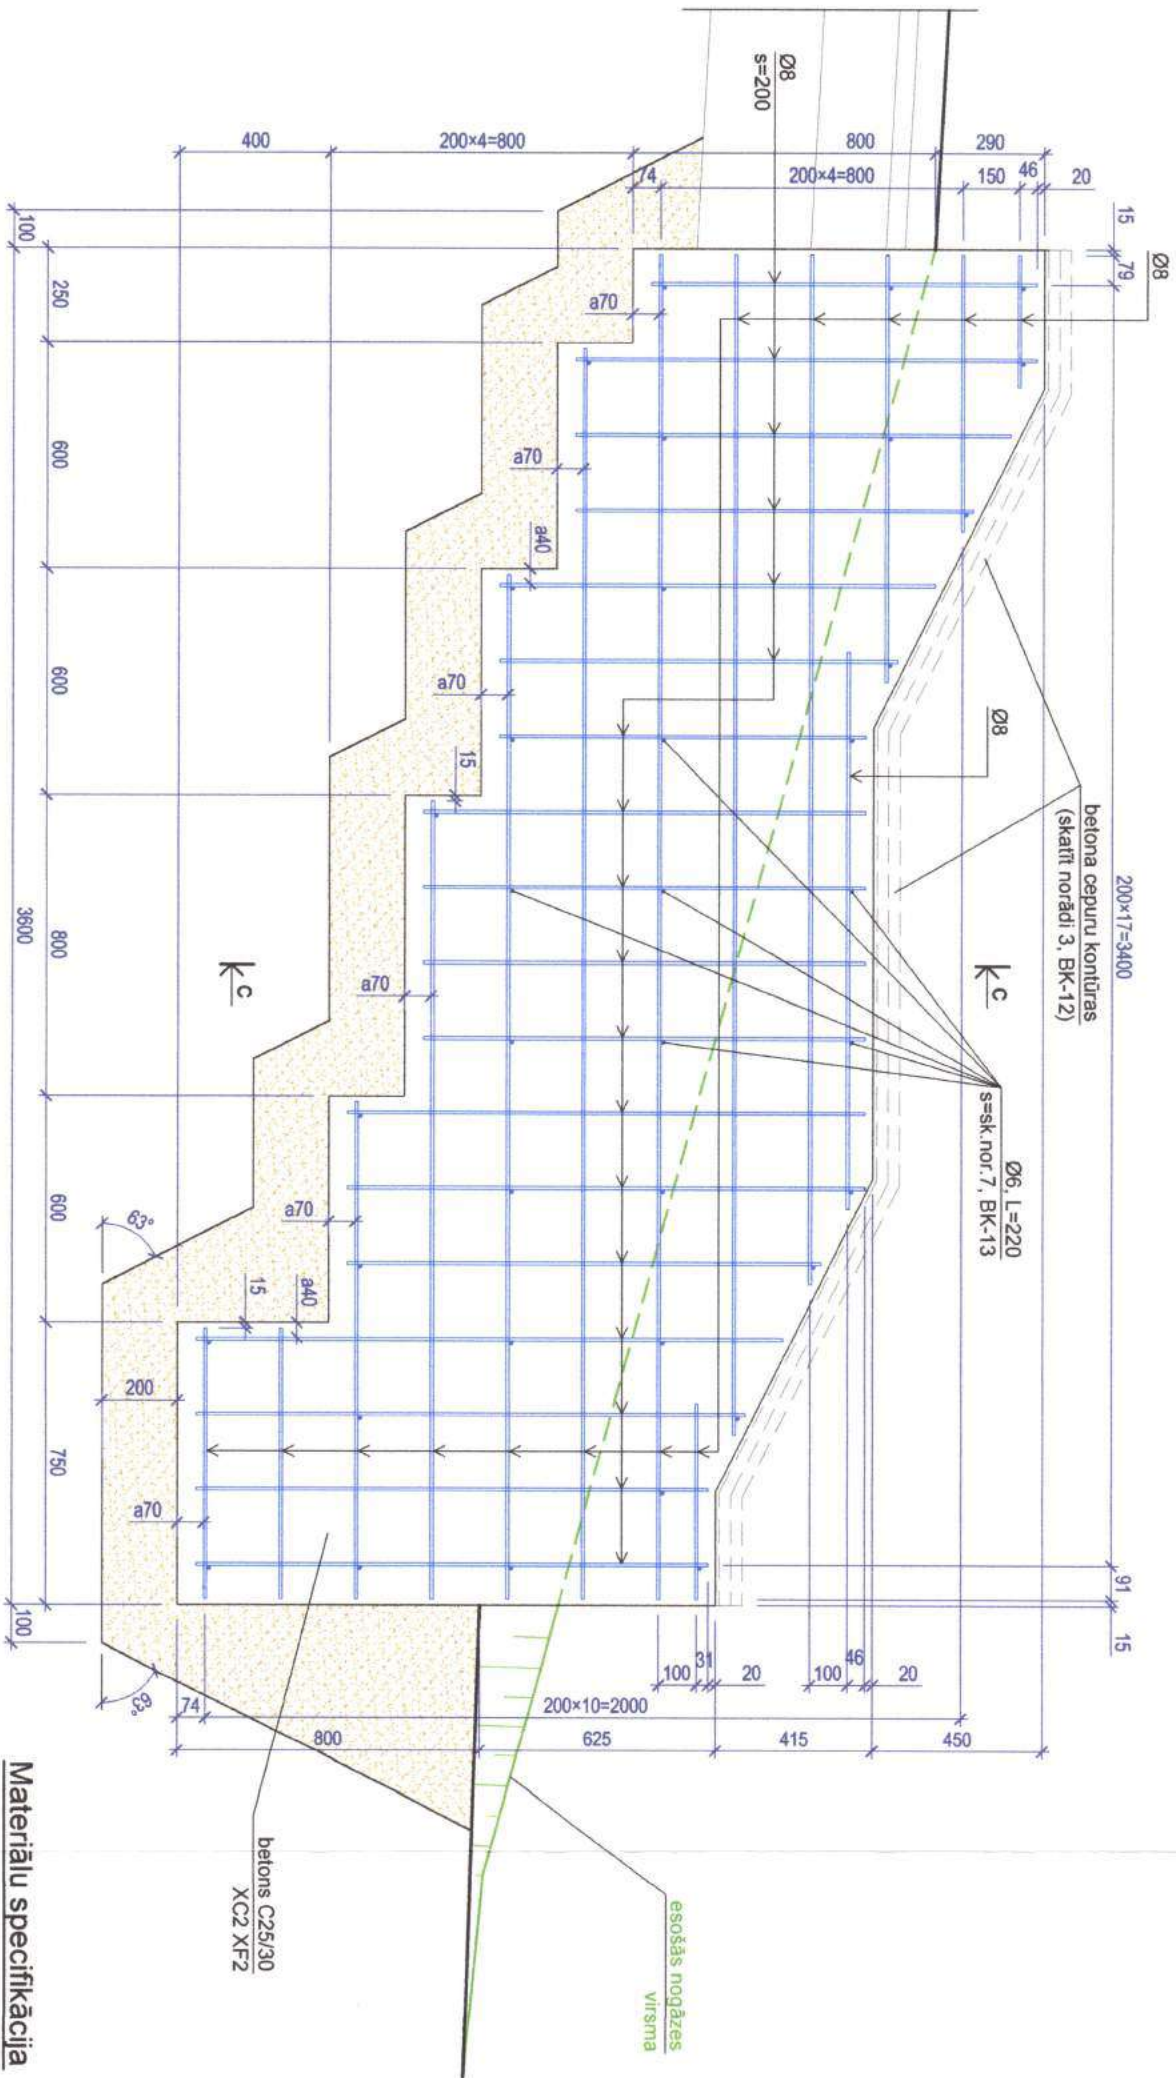 Ø8
s=200
Ø8
400
200×4=800
800
290
74
200×4=800
150
46
20
15
79
100
250
600
600
800
600
750
3600
100
a70
a70
a40
a70
15
a70
a70
a40
15
a70
200
63°
63°
Ø8
betona cepuru kontūras
(skatīt norādi 3, BK-12)
200×17=3400
c
c
Ø6, L=220
s=sk.nor.7, BK-13
91
15
100
31
20
100
46
20
74
200×10=2000
800
625
415
450
betons C25/30
XC2 XF2
esošās nogāzes
virsma
Materiālu specifikācija